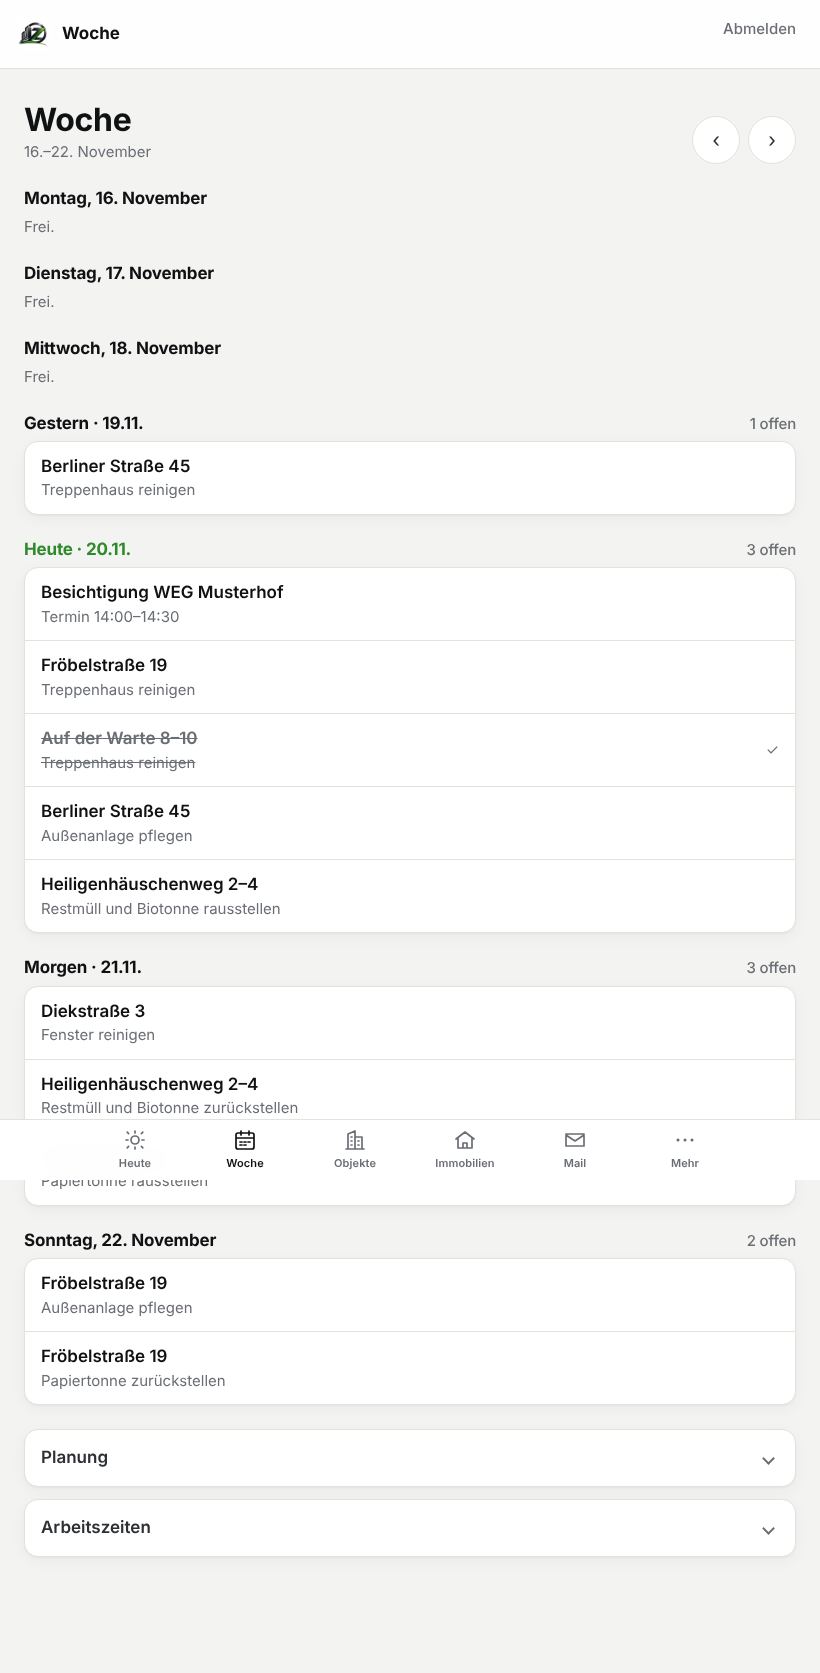 Woche
Abmelden
Woche
16.–22. November
‹ ›
Montag, 16. November
Frei.
Dienstag, 17. November
Frei.
Mittwoch, 18. November
Frei.
Gestern · 19.11.
1 offen
Berliner Straße 45
Treppenhaus reinigen
Heute · 20.11.
3 offen
Besichtigung WEG Musterhof
Termin 14:00–14:30
Fröbelstraße 19
Treppenhaus reinigen
Auf der Warte 8–10
Treppenhaus reinigen
Berliner Straße 45
Außenanlage pflegen
Heiligenhäuschenweg 2–4
Restmüll und Biotonne rausstellen
Morgen · 21.11.
3 offen
Diekstraße 3
Fenster reinigen
Heiligenhäuschenweg 2–4
Restmüll und Biotonne zurückstellen
Heute
Woche
Objekte
Immobilien
Mail
Mehr
Papiertonne rausstellen
Sonntag, 22. November
2 offen
Fröbelstraße 19
Außenanlage pflegen
Fröbelstraße 19
Papiertonne zurückstellen
Planung
Arbeitszeiten